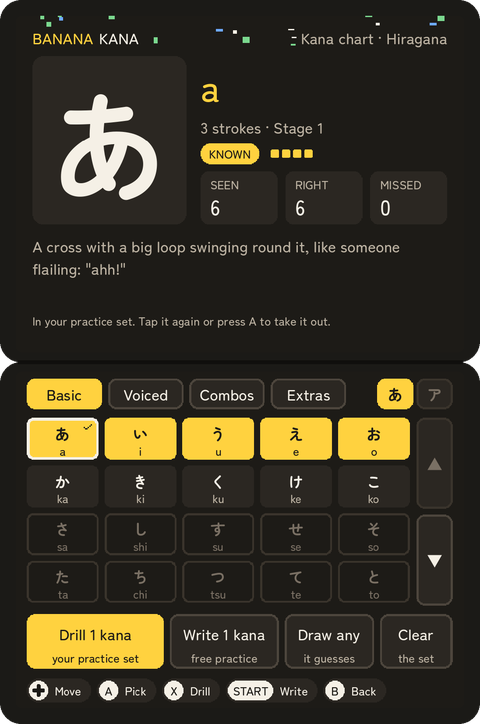 BANANA KANA
Kana chart · Hiragana
あ
a
3 strokes · Stage 1
KNOWN
SEEN
6
RIGHT
6
MISSED
0
A cross with a big loop swinging round it, like someone
flailing: "ahh!"
In your practice set. Tap it again or press A to take it out.
Basic
Voiced
Combos
Extras
あ
ア
あ い う え お
a i u e o
か き く け こ
ka ki ku ke ko
さ し す せ そ
sa shi su se so
た ち つ て と
ta chi tsu te to
Drill 1 kana
your practice set
Write 1 kana
free practice
Draw any
it guesses
Clear
the set
Move
A Pick
X Drill
START Write
B Back